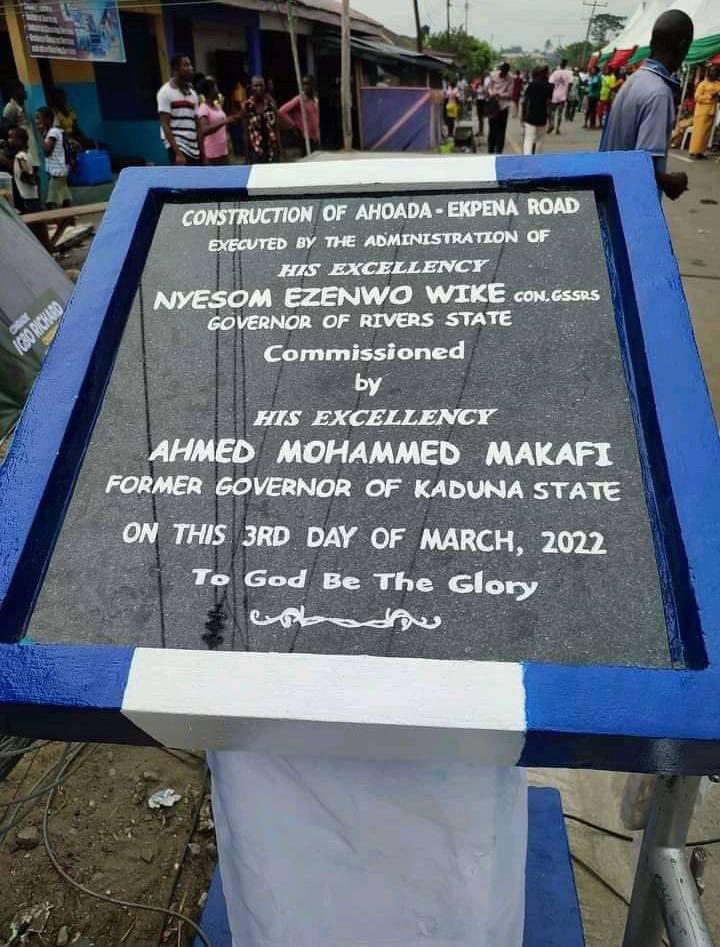 CONSTRUCTION OF AHOADA - EKPENA ROAD
EXECUTED BY THE ADMINISTRATION OF
HIS EXCELLENCY
NYESOM EZENWO WIKE CON.GSSRS
GOVERNOR OF RIVERS STATE
Commissioned
by
HIS EXCELLENCY
AHMED MOHAMMED MAKAFI
FORMER GOVERNOR OF KADUNA STATE
ON THIS 3RD DAY OF MARCH, 2022
To God Be The Glory
IGBO RICHARD